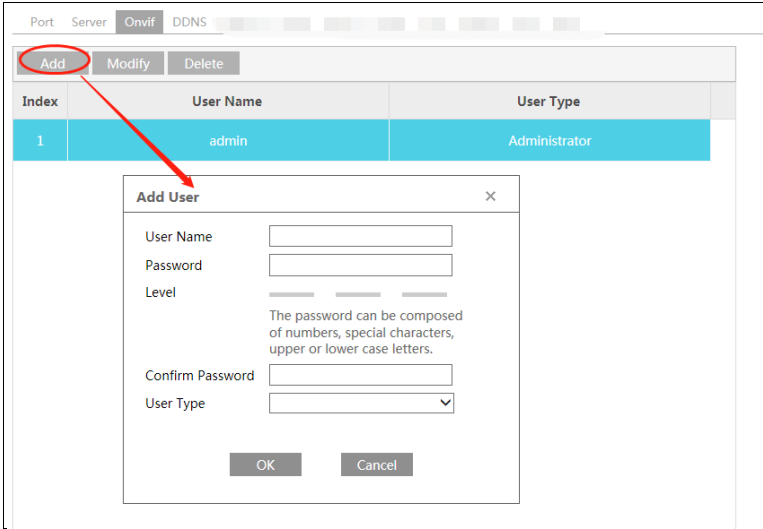 Port Server Onvif DDNS
Add Modify Delete
Index User Name User Type
1 admin Administrator
Add User ×
User Name
Password
Level
The password can be composed
of numbers, special characters,
upper or lower case letters.
Confirm Password
User Type
OK Cancel